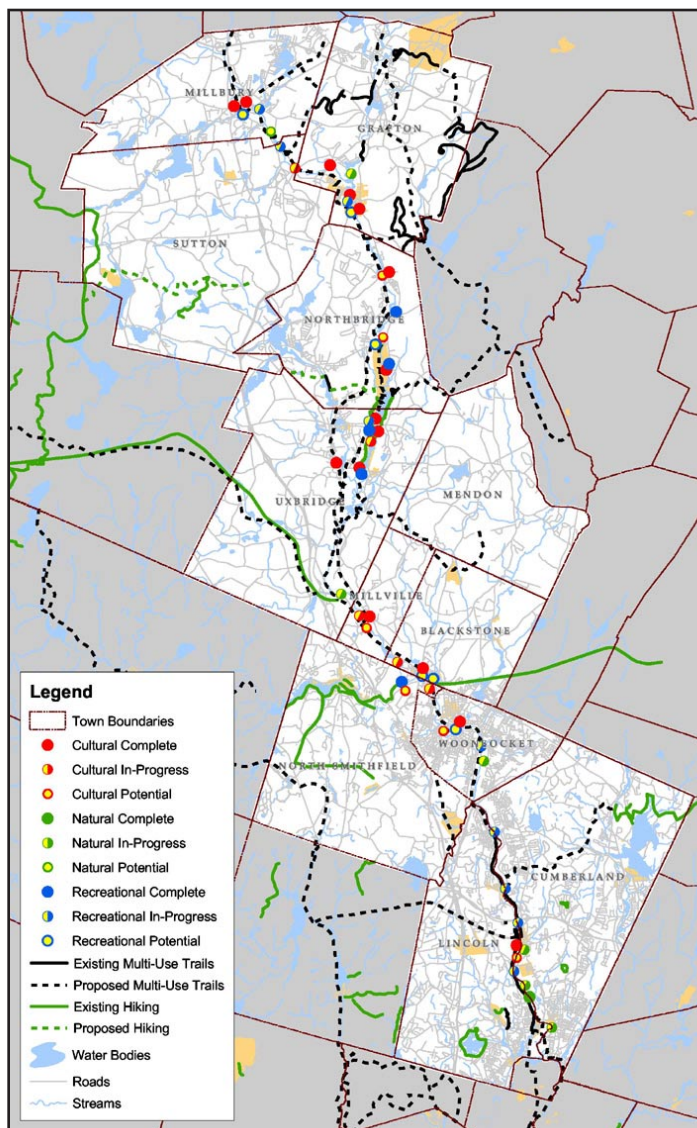 MILLBURY
GRAFTON
SUTTON
NORTHBRIDGE
MENDON
UXBRIDGE
MILLVILLE
BLACKSTONE
WOONSOCKET
NORTH SMITHFIELD
CUMBERLAND
LINCOLN
Legend
Town Boundaries
Cultural Complete
Cultural In-Progress
Cultural Potential
Natural Complete
Natural In-Progress
Natural Potential
Recreational Complete
Recreational In-Progress
Recreational Potential
Existing Multi-Use Trails
Proposed Multi-Use Trails
Existing Hiking
Proposed Hiking
Water Bodies
Roads
Streams